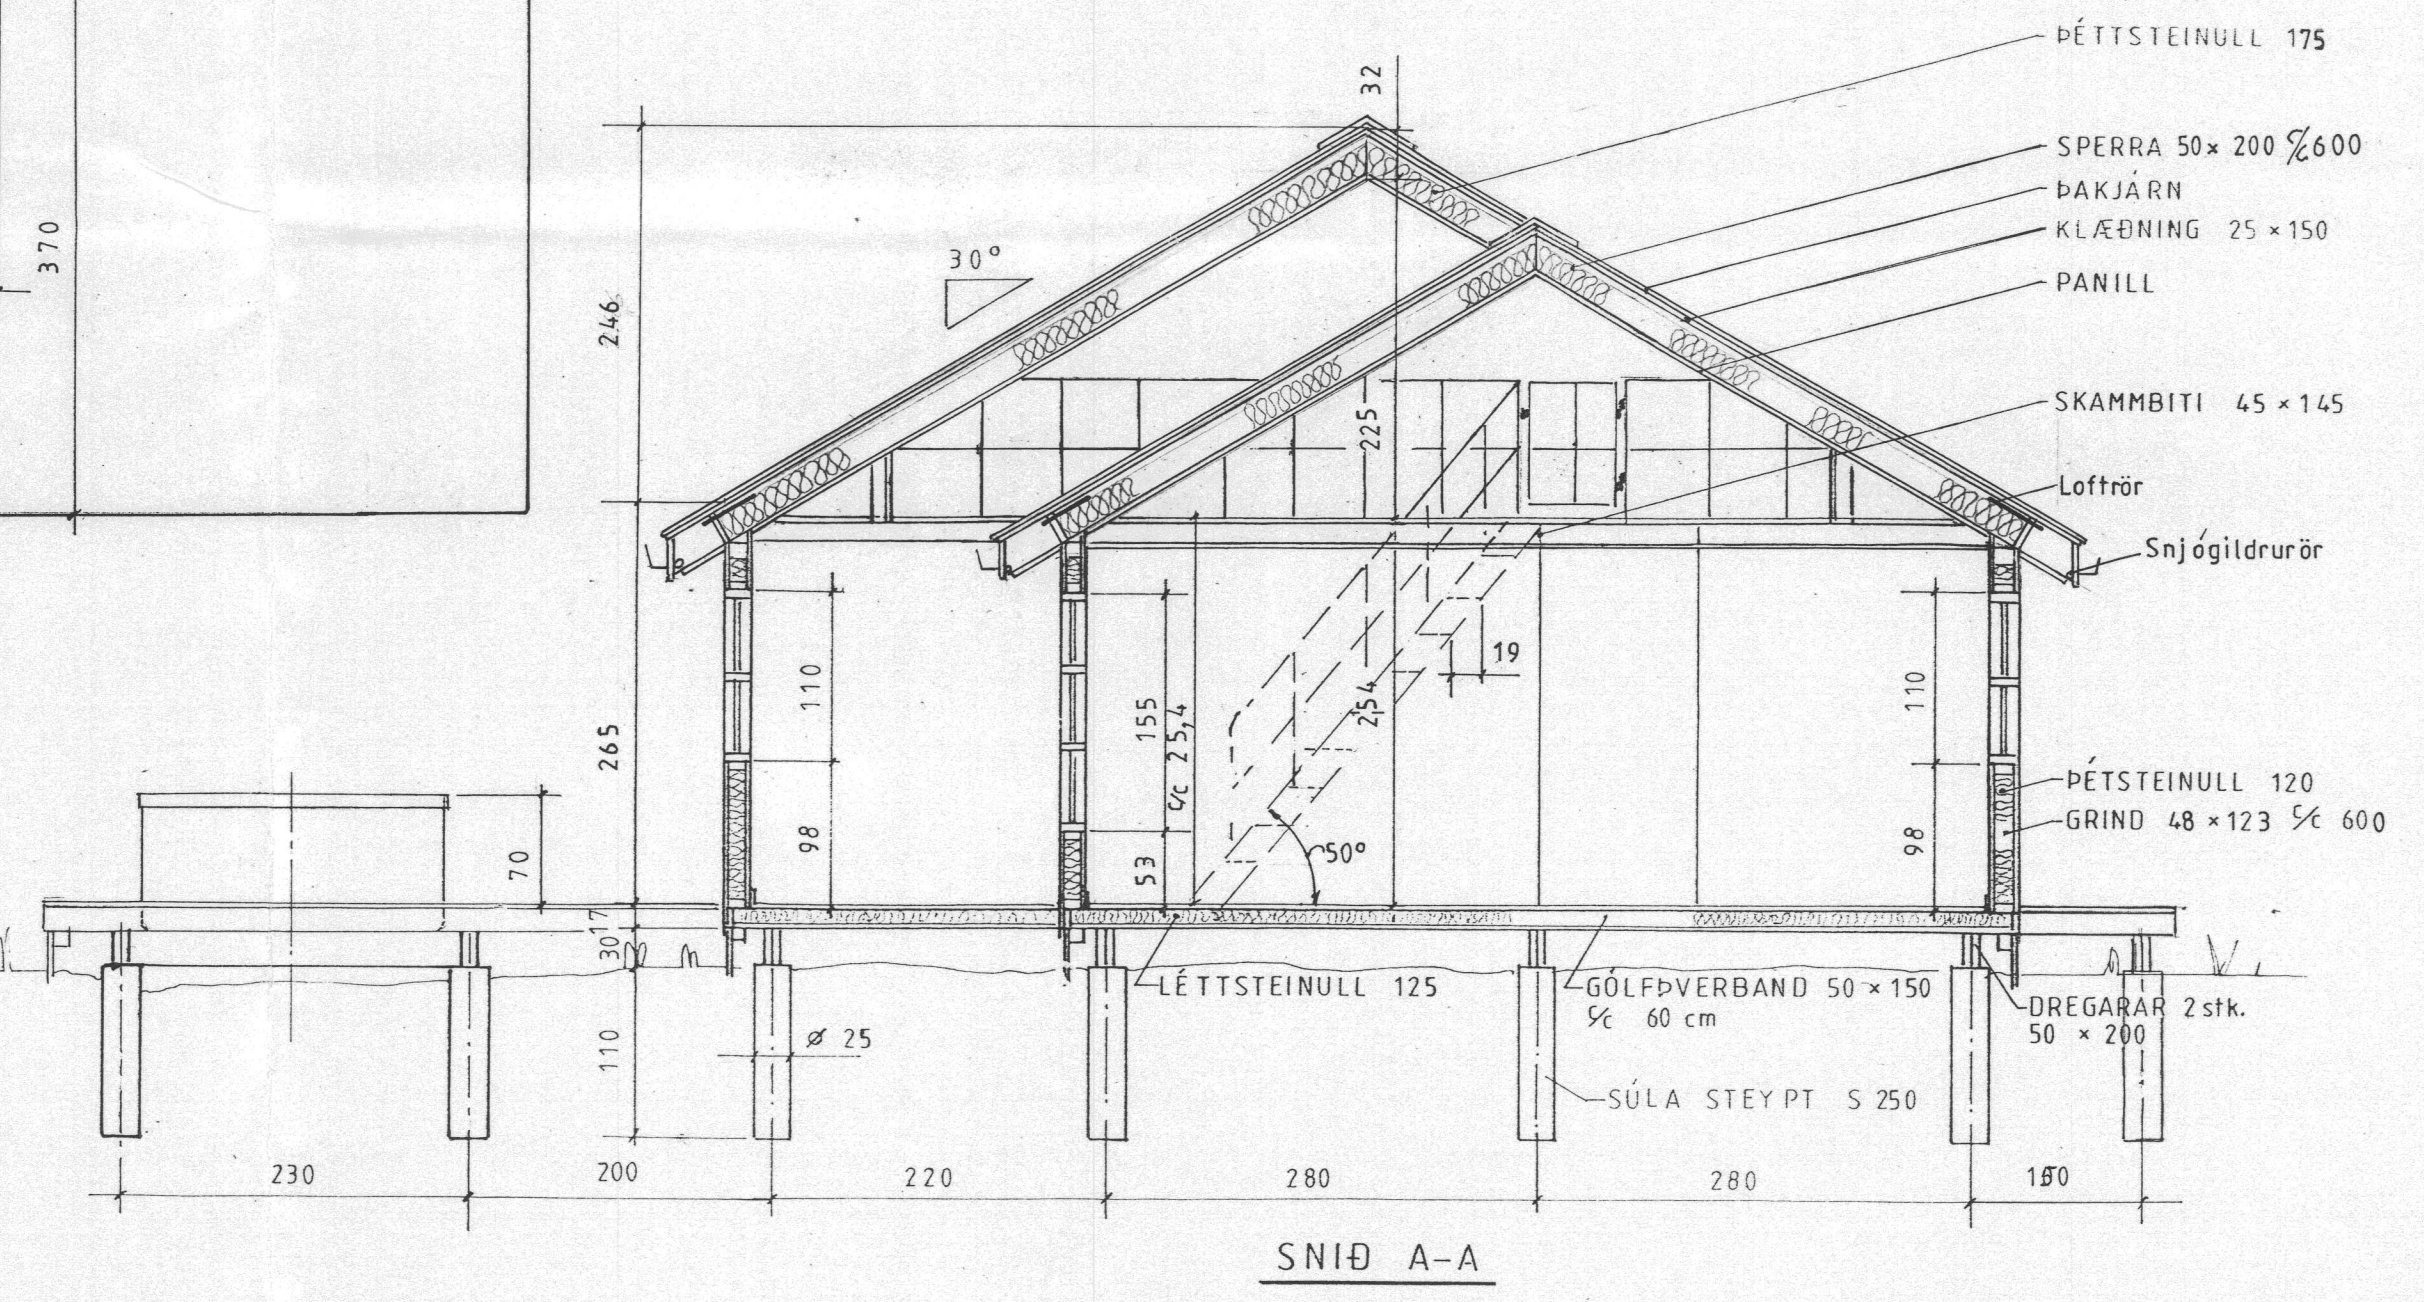 ÞÉTTSTEINULL 175
32
SPERRA 50 × 200 c/c 600
ÞAKJÁRN
KLÆÐNING 25 × 150
PANILL
370
30°
246
225
SKAMMBITI 45 × 145
Loftrör
Snjógildrurör
110
19
254
155
c/c 25,4
110
265
ÞÉTSTEINULL 120
GRIND 48 × 123 c/c 600
98
53
50°
98
70
17
30
LÉTTSTEINULL 125
GÓLFÞVERBAND 50 × 150
c/c 60 cm
DREGARAR 2 stk.
50 × 200
110
ø 25
SÚLA STEYPT S 250
230
200
220
280
280
SNIÐ A–A